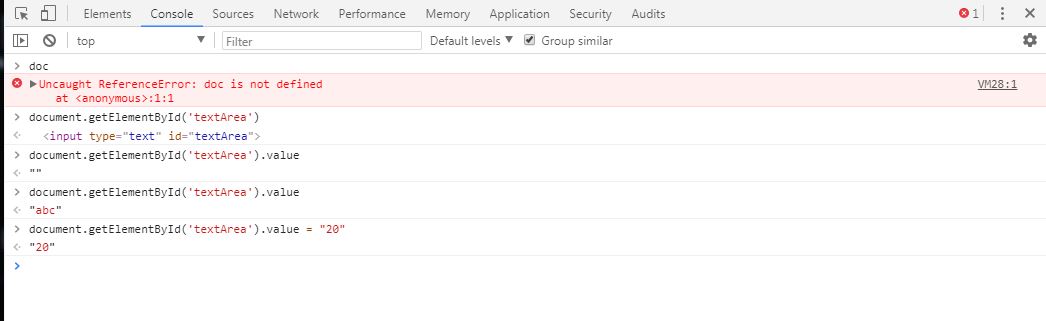 Elements Console Sources Network Performance Memory Application Security Audits 1
top Filter Default levels Group similar
doc
Uncaught ReferenceError: doc is not defined VM28:1
at <anonymous>:1:1
document.getElementById('textArea')
<input type="text" id="textArea">
document.getElementById('textArea').value
""
document.getElementById('textArea').value
"abc"
document.getElementById('textArea').value = "20"
"20"